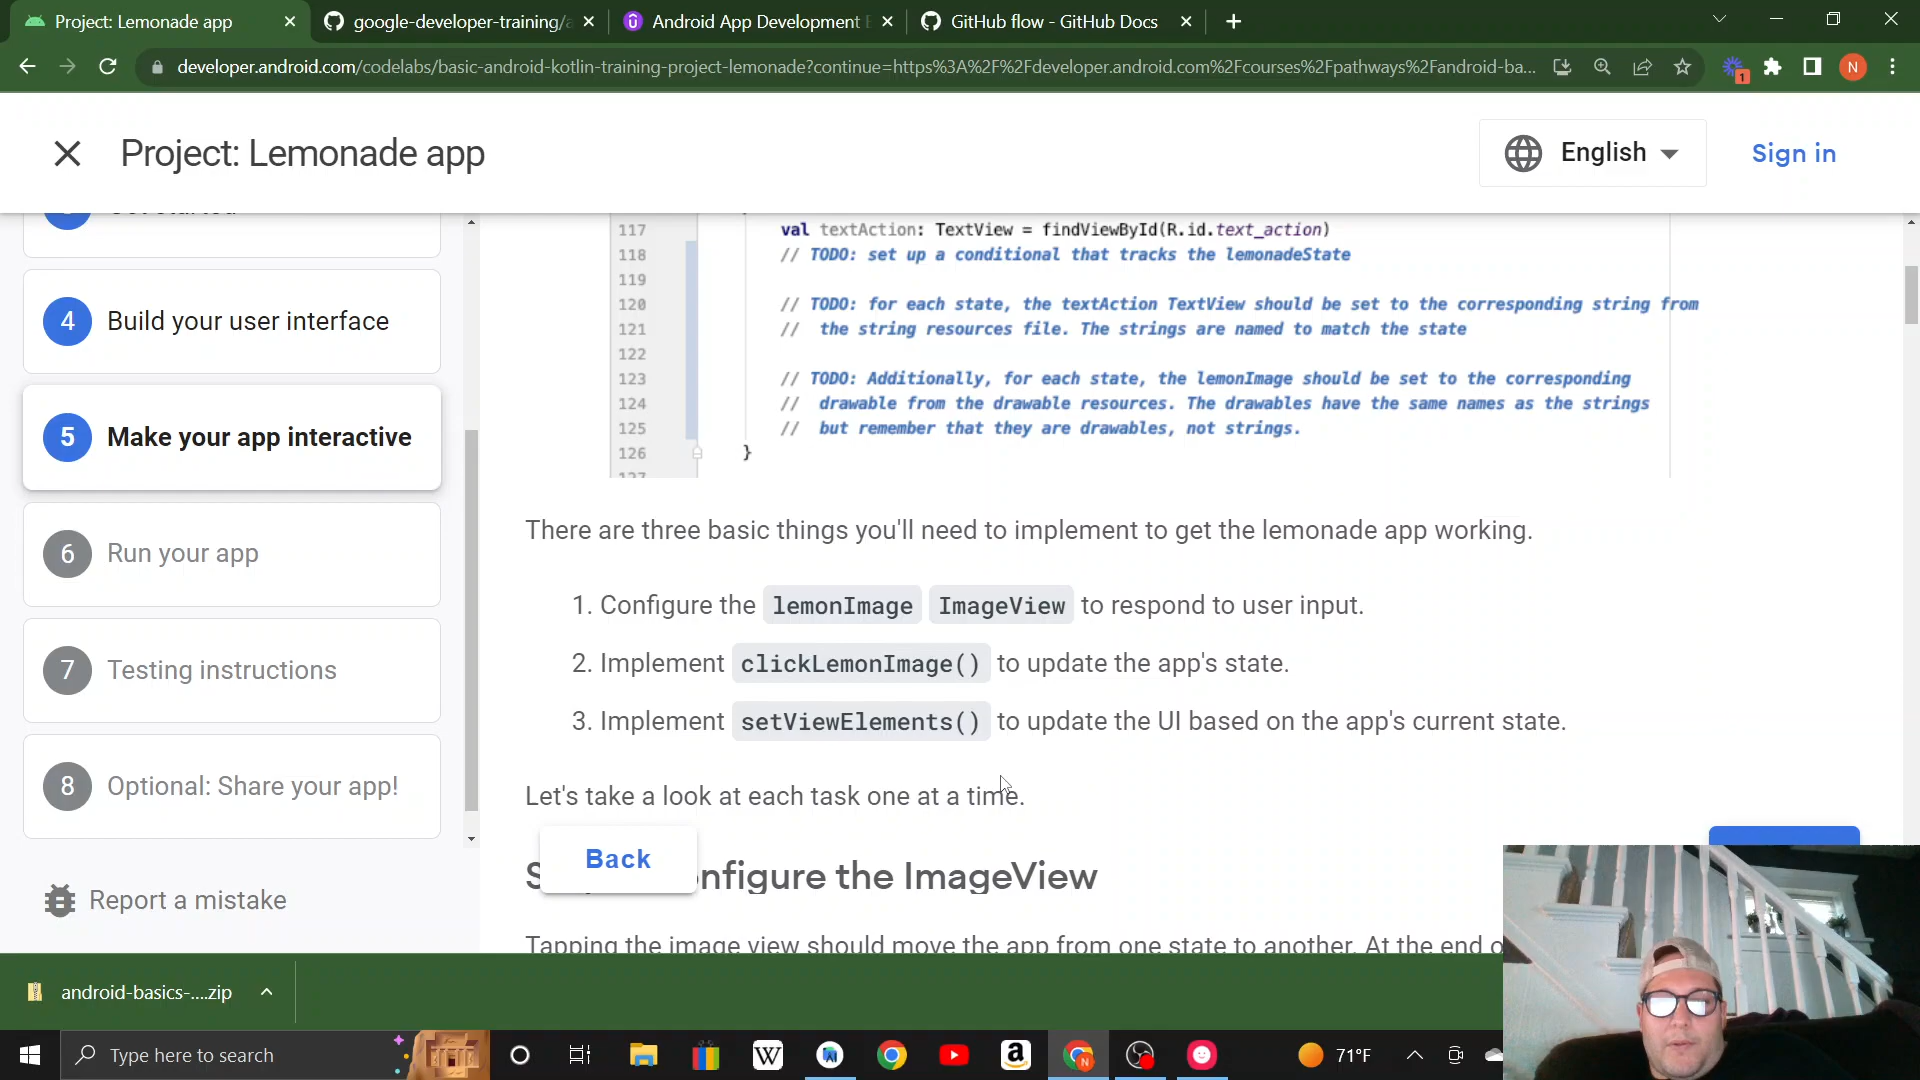 Project: Lemonade app
google-developer-training/a
Android App Development
GitHub flow - GitHub Docs
developer.android.com/codelabs/basic-android-kotlin-training-project-lemonade?continue=https%3A%2F%2Fdeveloper.android.com%2Fcourses%2Fpathways%2Fandroid-ba...
1
N
Project: Lemonade app
English
Sign in
4 Build your user interface
5 Make your app interactive
6 Run your app
7 Testing instructions
8 Optional: Share your app!
Report a mistake
117 val textAction: TextView = findViewById(R.id.text_action)
118 // TODO: set up a conditional that tracks the lemonadeState
119
120 // TODO: for each state, the textAction TextView should be set to the corresponding string from
121 // the string resources file. The strings are named to match the state
122
123 // TODO: Additionally, for each state, the lemonImage should be set to the corresponding
124 // drawable from the drawable resources. The drawables have the same names as the strings
125 // but remember that they are drawables, not strings.
126 }
There are three basic things you'll need to implement to get the lemonade app working.
1. Configure the lemonImage ImageView to respond to user input.
2. Implement clickLemonImage() to update the app's state.
3. Implement setViewElements() to update the UI based on the app's current state.
Let's take a look at each task one at a time.
Back
nfigure the ImageView
Tapping the image view should move the app from one state to another. At the end o
android-basics-....zip
Type here to search
W
a
N
71°F